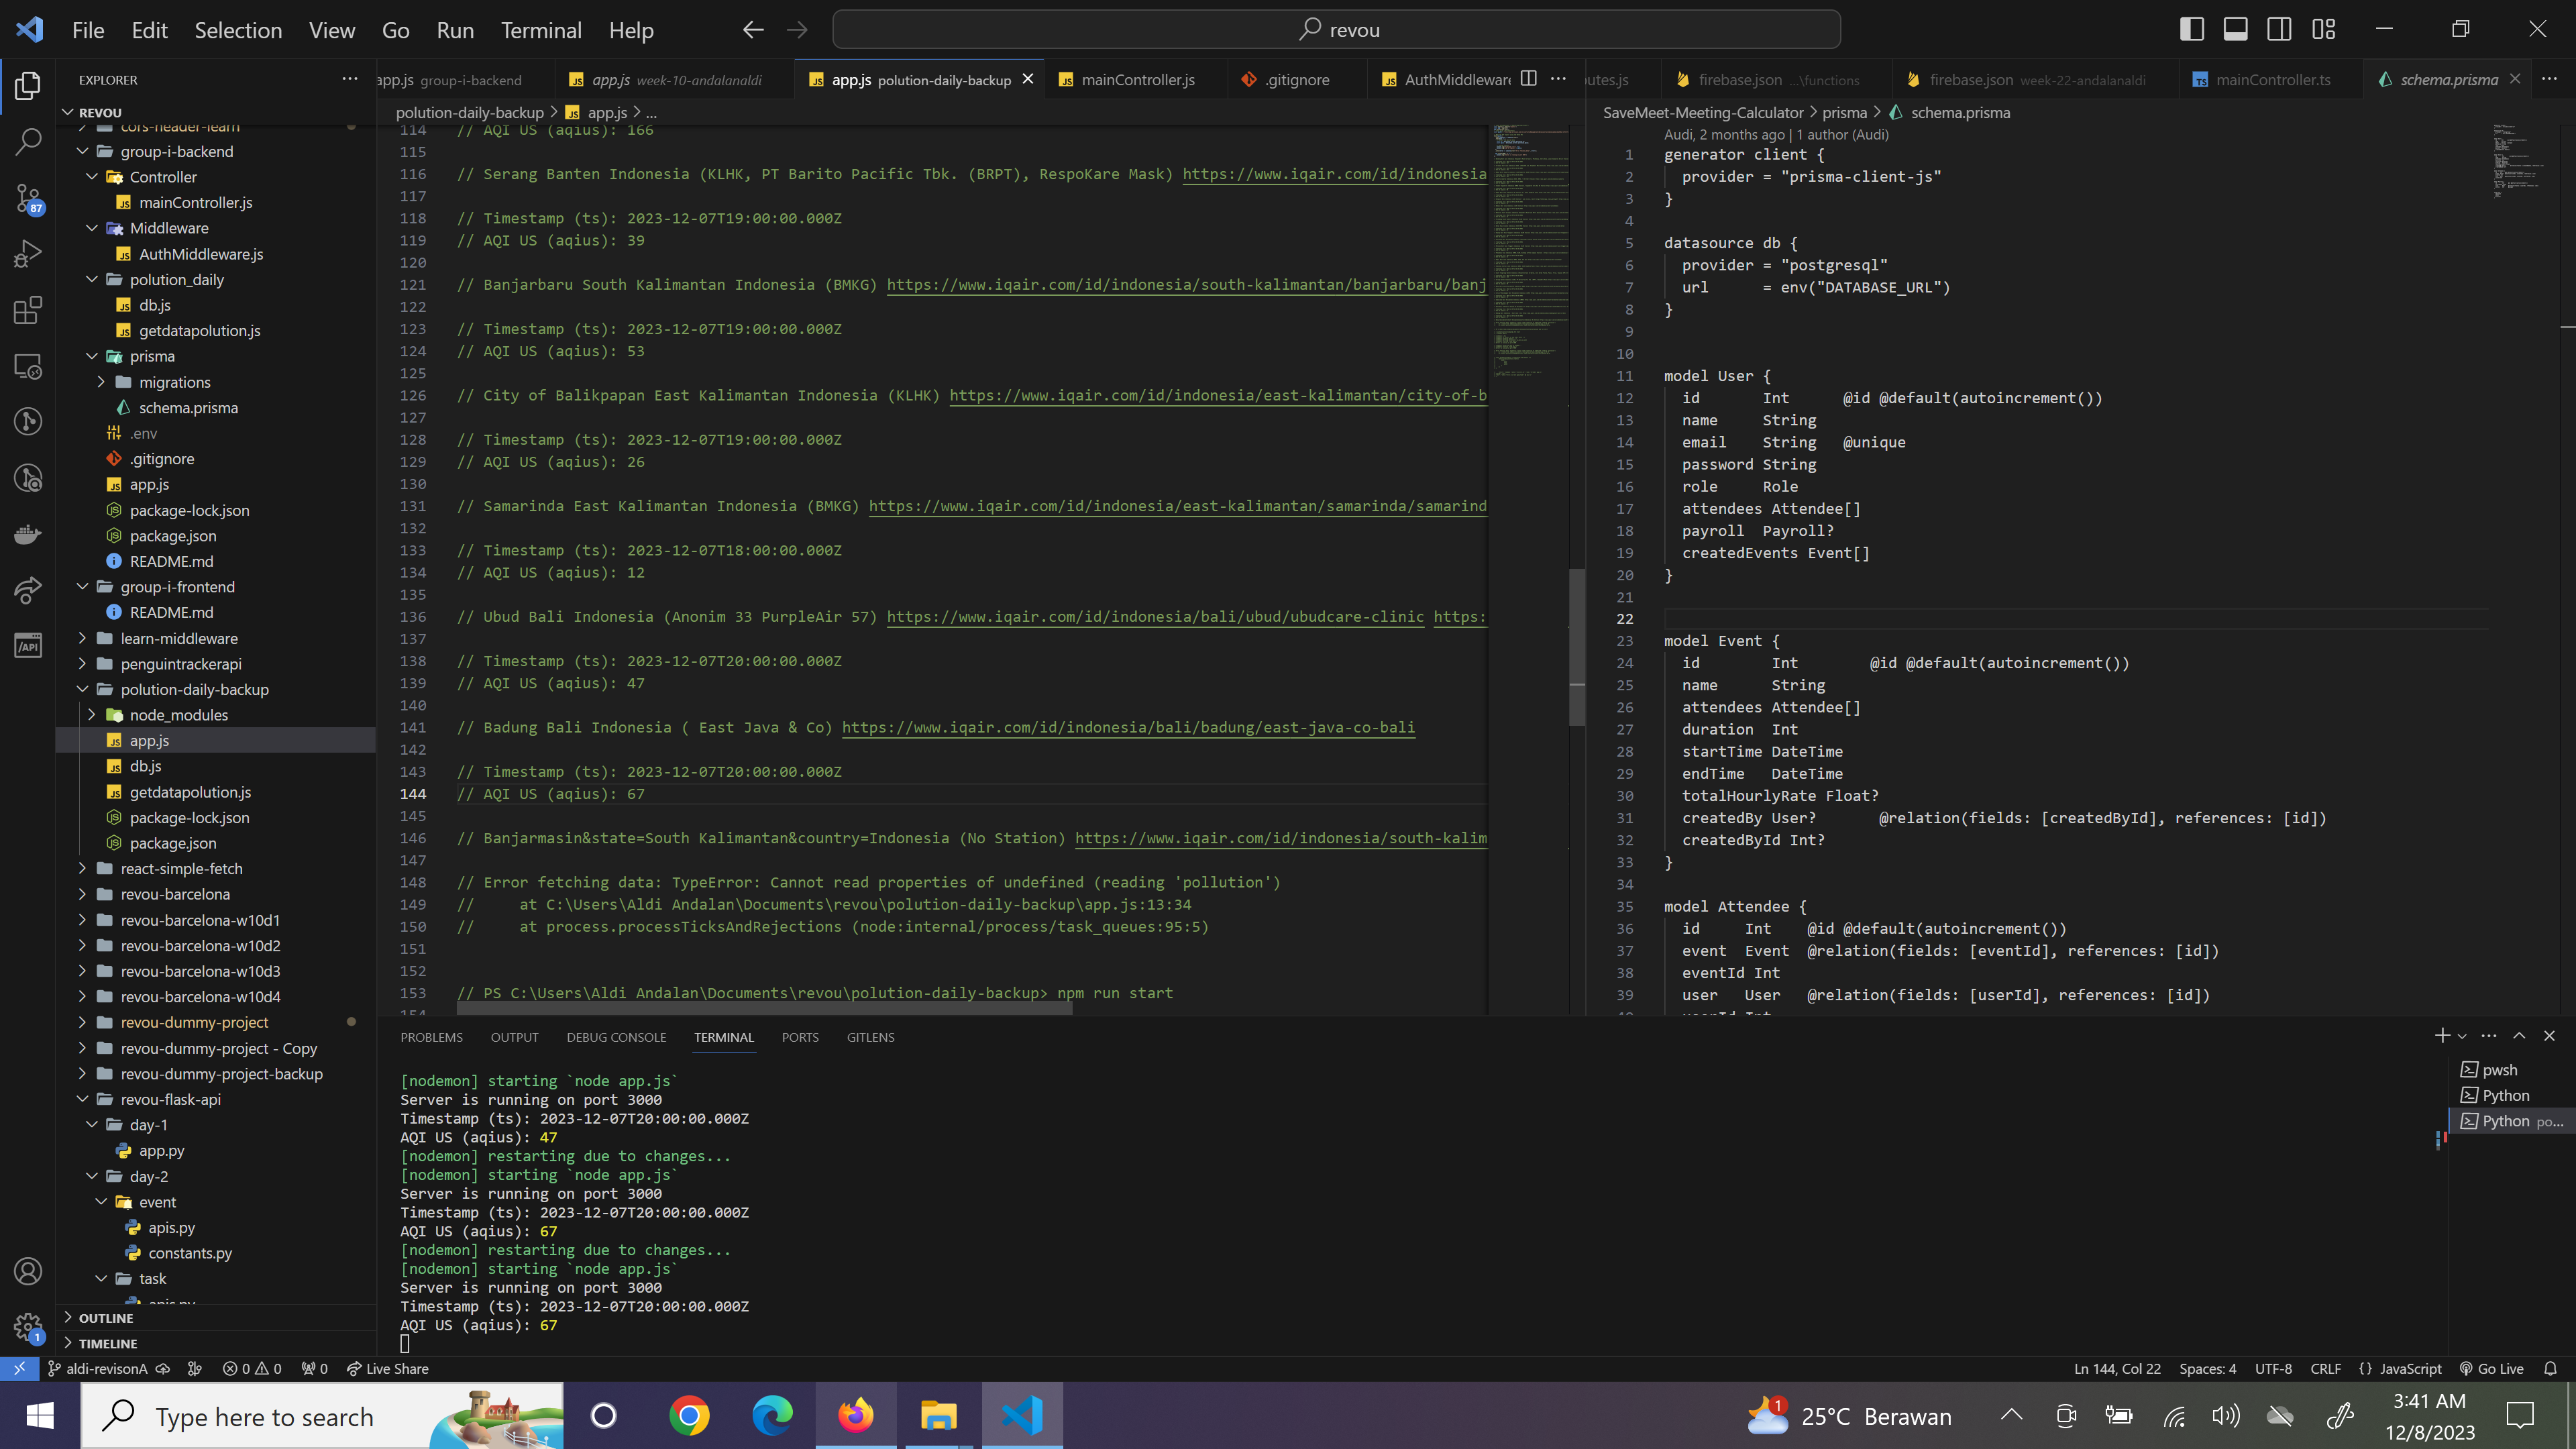 File Edit Selection View Go Run Terminal Help
revou
EXPLORER
REVOU
cors-header-learn
group-i-backend
Controller
mainController.js
Middleware
AuthMiddleware.js
polution_daily
db.js
getdatapolution.js
prisma
migrations
schema.prisma
.env
.gitignore
app.js
package-lock.json
package.json
README.md
group-i-frontend
README.md
learn-middleware
penguintrackerapi
polution-daily-backup
node_modules
app.js
db.js
getdatapolution.js
package-lock.json
package.json
react-simple-fetch
revou-barcelona
revou-barcelona-w10d1
revou-barcelona-w10d2
revou-barcelona-w10d3
revou-barcelona-w10d4
revou-dummy-project
revou-dummy-project - Copy
revou-dummy-project-backup
revou-flask-api
day-1
app.py
day-2
event
apis.py
constants.py
task
apis.py
OUTLINE
TIMELINE
87
/API
1
app.js group-i-backend
app.js week-10-andalanaldi
app.js polution-daily-backup
mainController.js
.gitignore
AuthMiddleware
polution-daily-backup > app.js > ...
114 // AQI US (aqius): 166
115
116 // Serang Banten Indonesia (KLHK, PT Barito Pacific Tbk. (BRPT), RespoKare Mask) https://www.iqair.com/id/indonesia
117
118 // Timestamp (ts): 2023-12-07T19:00:00.000Z
119 // AQI US (aqius): 39
120
121 // Banjarbaru South Kalimantan Indonesia (BMKG) https://www.iqair.com/id/indonesia/south-kalimantan/banjarbaru/banj
122
123 // Timestamp (ts): 2023-12-07T19:00:00.000Z
124 // AQI US (aqius): 53
125
126 // City of Balikpapan East Kalimantan Indonesia (KLHK) https://www.iqair.com/id/indonesia/east-kalimantan/city-of-b
127
128 // Timestamp (ts): 2023-12-07T19:00:00.000Z
129 // AQI US (aqius): 26
130
131 // Samarinda East Kalimantan Indonesia (BMKG) https://www.iqair.com/id/indonesia/east-kalimantan/samarinda/samarind
132
133 // Timestamp (ts): 2023-12-07T18:00:00.000Z
134 // AQI US (aqius): 12
135
136 // Ubud Bali Indonesia (Anonim 33 PurpleAir 57) https://www.iqair.com/id/indonesia/bali/ubud/ubudcare-clinic https:
137
138 // Timestamp (ts): 2023-12-07T20:00:00.000Z
139 // AQI US (aqius): 47
140
141 // Badung Bali Indonesia ( East Java & Co) https://www.iqair.com/id/indonesia/bali/badung/east-java-co-bali
142
143 // Timestamp (ts): 2023-12-07T20:00:00.000Z
144 // AQI US (aqius): 67
145
146 // Banjarmasin&state=South Kalimantan&country=Indonesia (No Station) https://www.iqair.com/id/indonesia/south-kalim
147
148 // Error fetching data: TypeError: Cannot read properties of undefined (reading 'pollution')
149 //     at C:\Users\Aldi Andalan\Documents\revou\polution-daily-backup\app.js:13:34
150 //     at process.processTicksAndRejections (node:internal/process/task_queues:95:5)
151
152
153 // PS C:\Users\Aldi Andalan\Documents\revou\polution-daily-backup> npm run start
154
utes.js
firebase.json ...\functions
firebase.json week-22-andalanaldi
mainController.ts
schema.prisma
SaveMeet-Meeting-Calculator > prisma > schema.prisma
Audi, 2 months ago | 1 author (Audi)
1 generator client {
2   provider = "prisma-client-js"
3 }
4
5 datasource db {
6   provider = "postgresql"
7   url      = env("DATABASE_URL")
8 }
9
10
11 model User {
12   id       Int      @id @default(autoincrement())
13   name     String
14   email    String   @unique
15   password String
16   role     Role
17   attendees Attendee[]
18   payroll  Payroll?
19   createdEvents Event[]
20 }
21
22
23 model Event {
24   id        Int        @id @default(autoincrement())
25   name      String
26   attendees Attendee[]
27   duration  Int
28   startTime DateTime
29   endTime   DateTime
30   totalHourlyRate Float?
31   createdBy User?       @relation(fields: [createdById], references: [id])
32   createdById Int?
33 }
34
35 model Attendee {
36   id     Int    @id @default(autoincrement())
37   event  Event  @relation(fields: [eventId], references: [id])
38   eventId Int
39   user   User   @relation(fields: [userId], references: [id])
40   userId Int
PROBLEMS OUTPUT DEBUG CONSOLE TERMINAL PORTS GITLENS
[nodemon] starting `node app.js`
Server is running on port 3000
Timestamp (ts): 2023-12-07T20:00:00.000Z
AQI US (aqius): 47
[nodemon] restarting due to changes...
[nodemon] starting `node app.js`
Server is running on port 3000
Timestamp (ts): 2023-12-07T20:00:00.000Z
AQI US (aqius): 67
[nodemon] restarting due to changes...
[nodemon] starting `node app.js`
Server is running on port 3000
Timestamp (ts): 2023-12-07T20:00:00.000Z
AQI US (aqius): 67
pwsh
Python
Python po...
aldi-revisonA 0 0 0 Live Share
Ln 144, Col 22 Spaces: 4 UTF-8 CRLF {} JavaScript Go Live
Type here to search
1
25°C Berawan
3:41 AM
12/8/2023